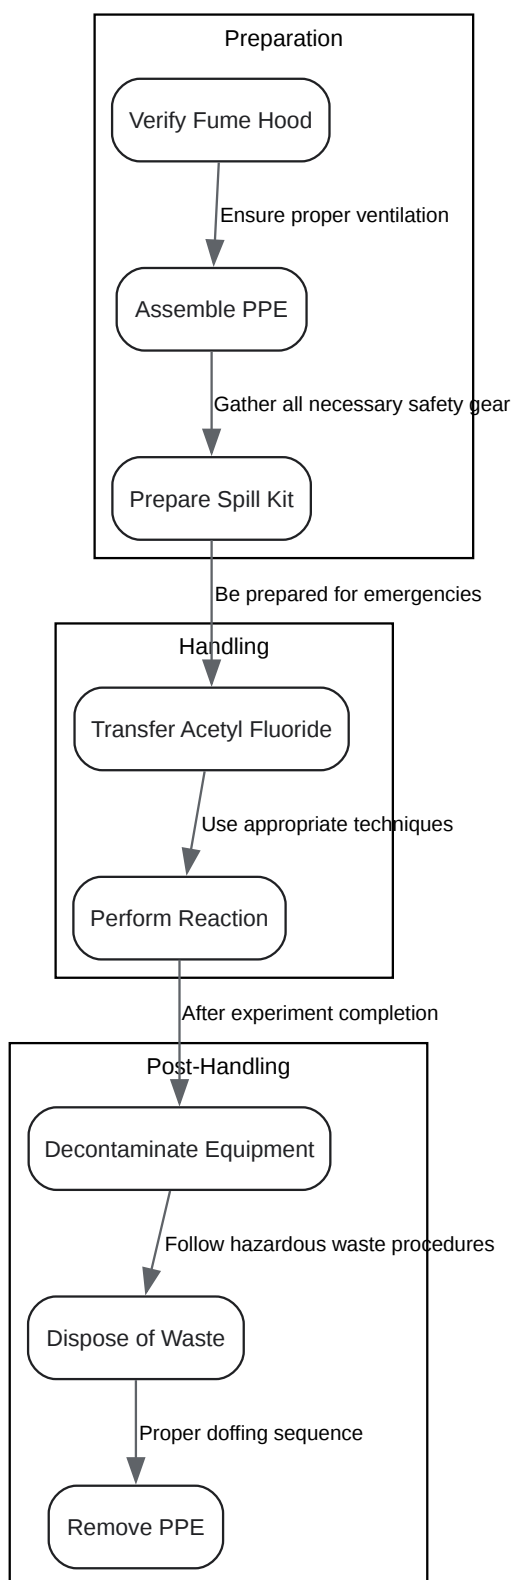 Preparation
Verify Fume Hood
Ensure proper ventilation
Assemble PPE
Gather all necessary safety gear
Prepare Spill Kit
Be prepared for emergencies
Handling
Transfer Acetyl Fluoride
Use appropriate techniques
Perform Reaction
After experiment completion
Post-Handling
Decontaminate Equipment
Follow hazardous waste procedures
Dispose of Waste
Proper doffing sequence
Remove PPE